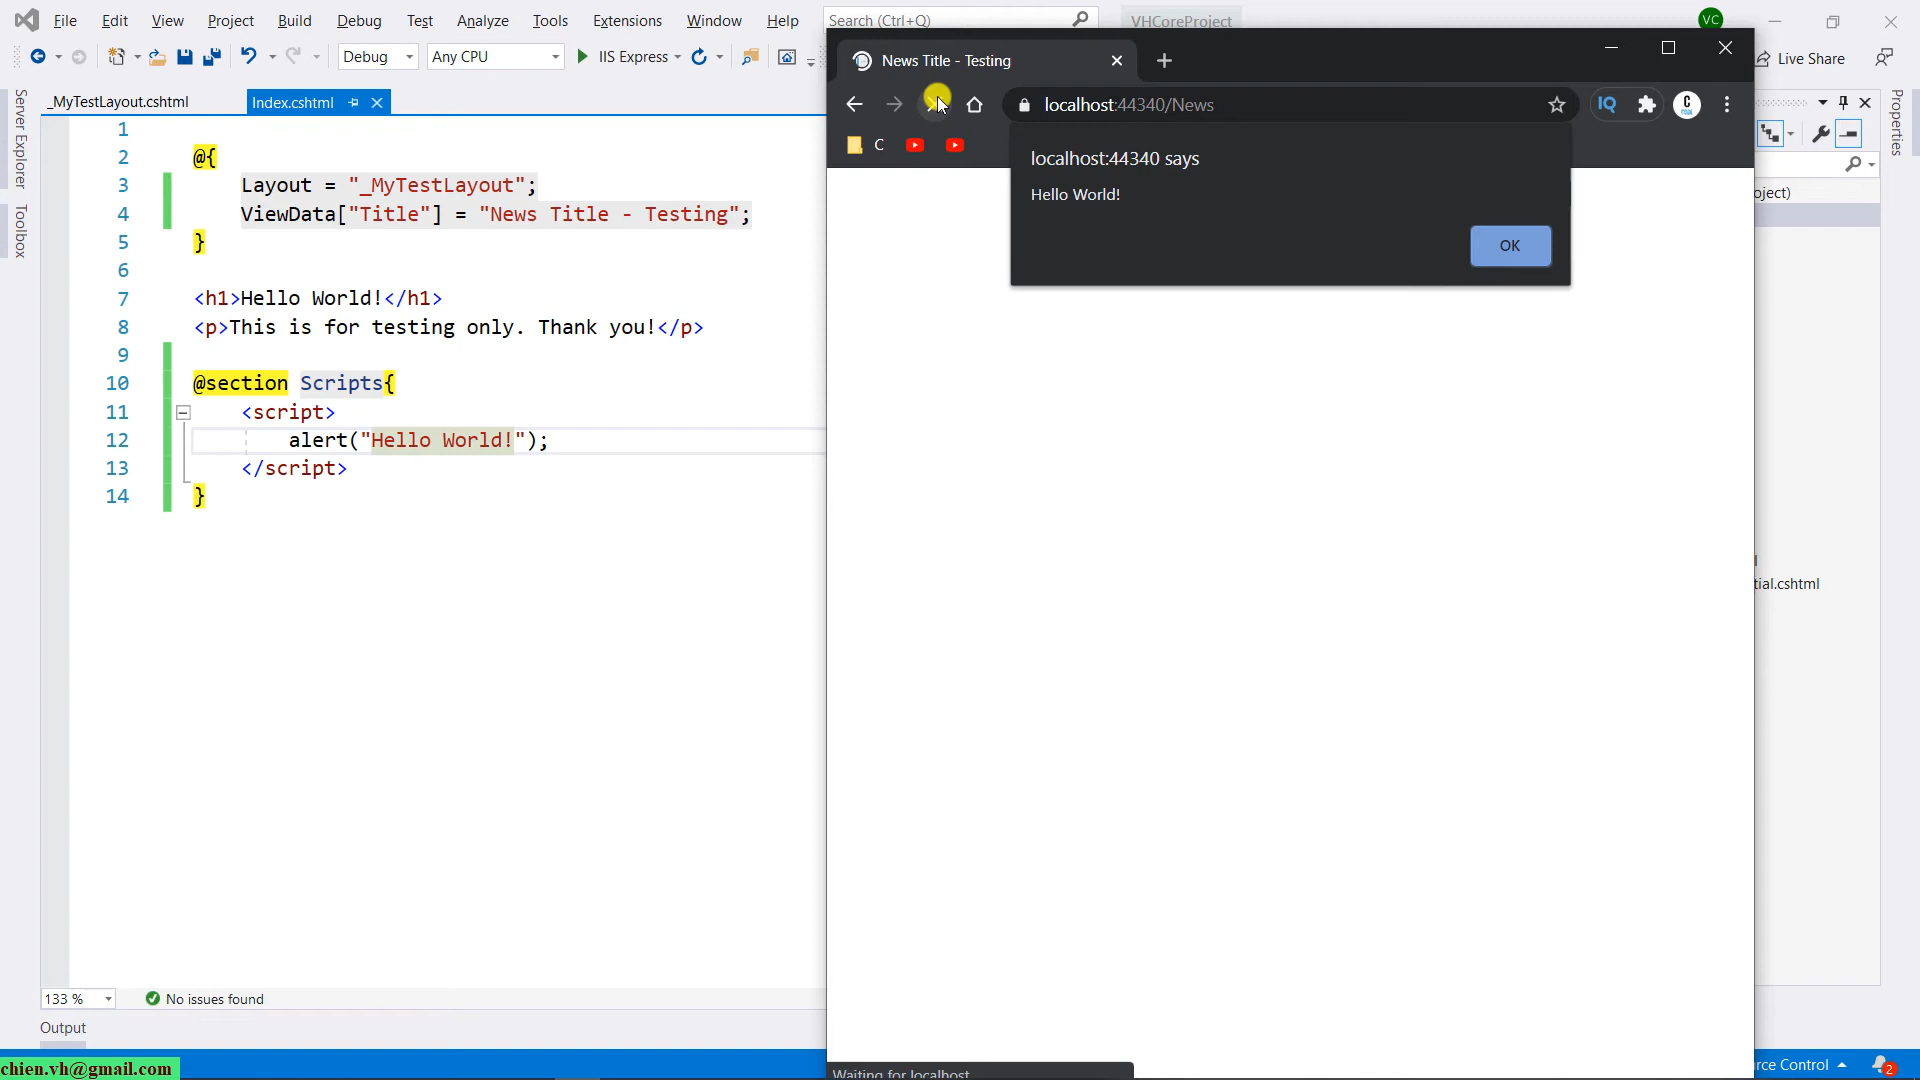 File Edit View Project Build Debug Test Analyze Tools Extensions Window Help Search (Ctrl+Q) VHCoreProject VC
Debug Any CPU IIS Express Live Share
_MyTestLayout.cshtml Index.cshtml
Server Explorer
Toolbox
1
2 @{
3 Layout = "_MyTestLayout";
4 ViewData["Title"] = "News Title - Testing";
5 }
6
7 <h1>Hello World!</h1>
8 <p>This is for testing only. Thank you!</p>
9
10 @section Scripts{
11 <script>
12 alert("Hello World!");
13 </script>
14 }
133 % No issues found
Output
chien.vh@gmail.com
News Title - Testing
localhost:44340/News IQ C
C
localhost:44340 says
Hello World!
OK
Waiting for localhost
Properties
oject)
tial.cshtml
rce Control 2